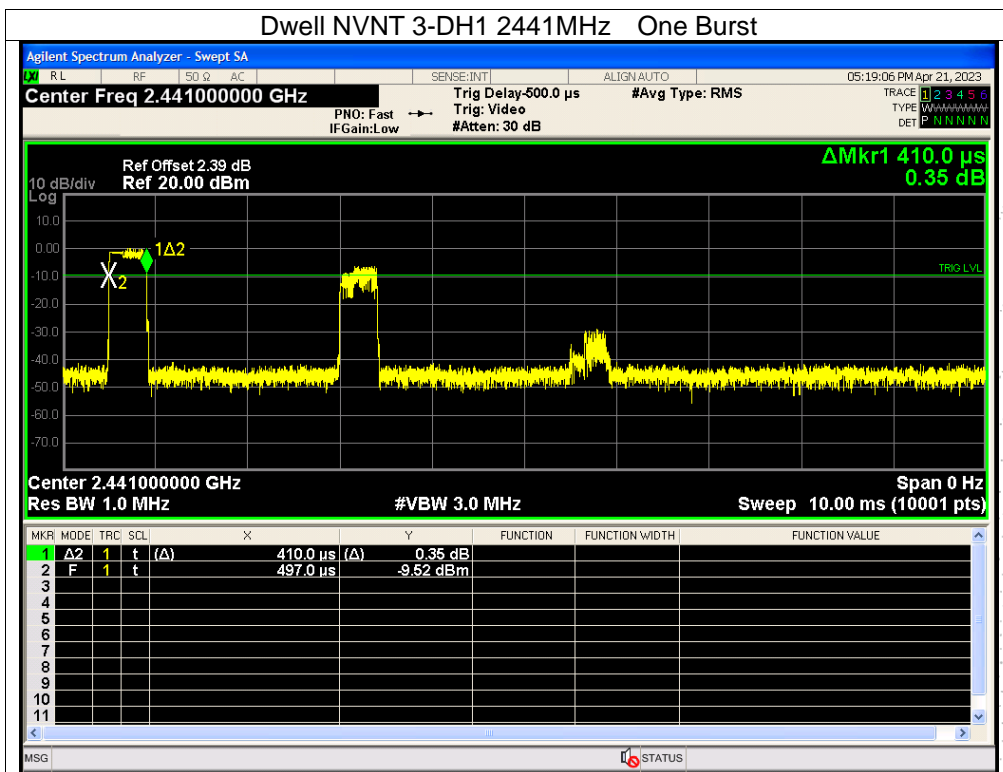 Dwell NVNT 3-DH1 2441MHz One Burst
Agilent Spectrum Analyzer - Swept SA
LXI RL RF 50 Ω AC SENSE:INT ALIGN AUTO 05:19:06 PM Apr 21, 2023
Center Freq 2.441000000 GHz Trig Delay-500.0 µs #Avg Type: RMS TRACE 1 2 3 4 5 6
PNO: Fast Trig: Video TYPE WWWWWWW
IFGain:Low #Atten: 30 dB DET P N N N N N
ΔMkr1 410.0 µs
0.35 dB
Ref Offset 2.39 dB
10 dB/div Ref 20.00 dBm
Log
10.0
0.00
1Δ2
X2
TRIG LVL
-10.0
-20.0
-30.0
-40.0
-50.0
-60.0
-70.0
Center 2.441000000 GHz Span 0 Hz
Res BW 1.0 MHz #VBW 3.0 MHz Sweep 10.00 ms (10001 pts)
MKR MODE TRC SCL X Y FUNCTION FUNCTION WIDTH FUNCTION VALUE
1 Δ2 1 t (Δ) 410.0 µs (Δ) 0.35 dB
2 F 1 t 497.0 µs -9.52 dBm
3
4
5
6
7
8
9
10
11
MSG STATUS